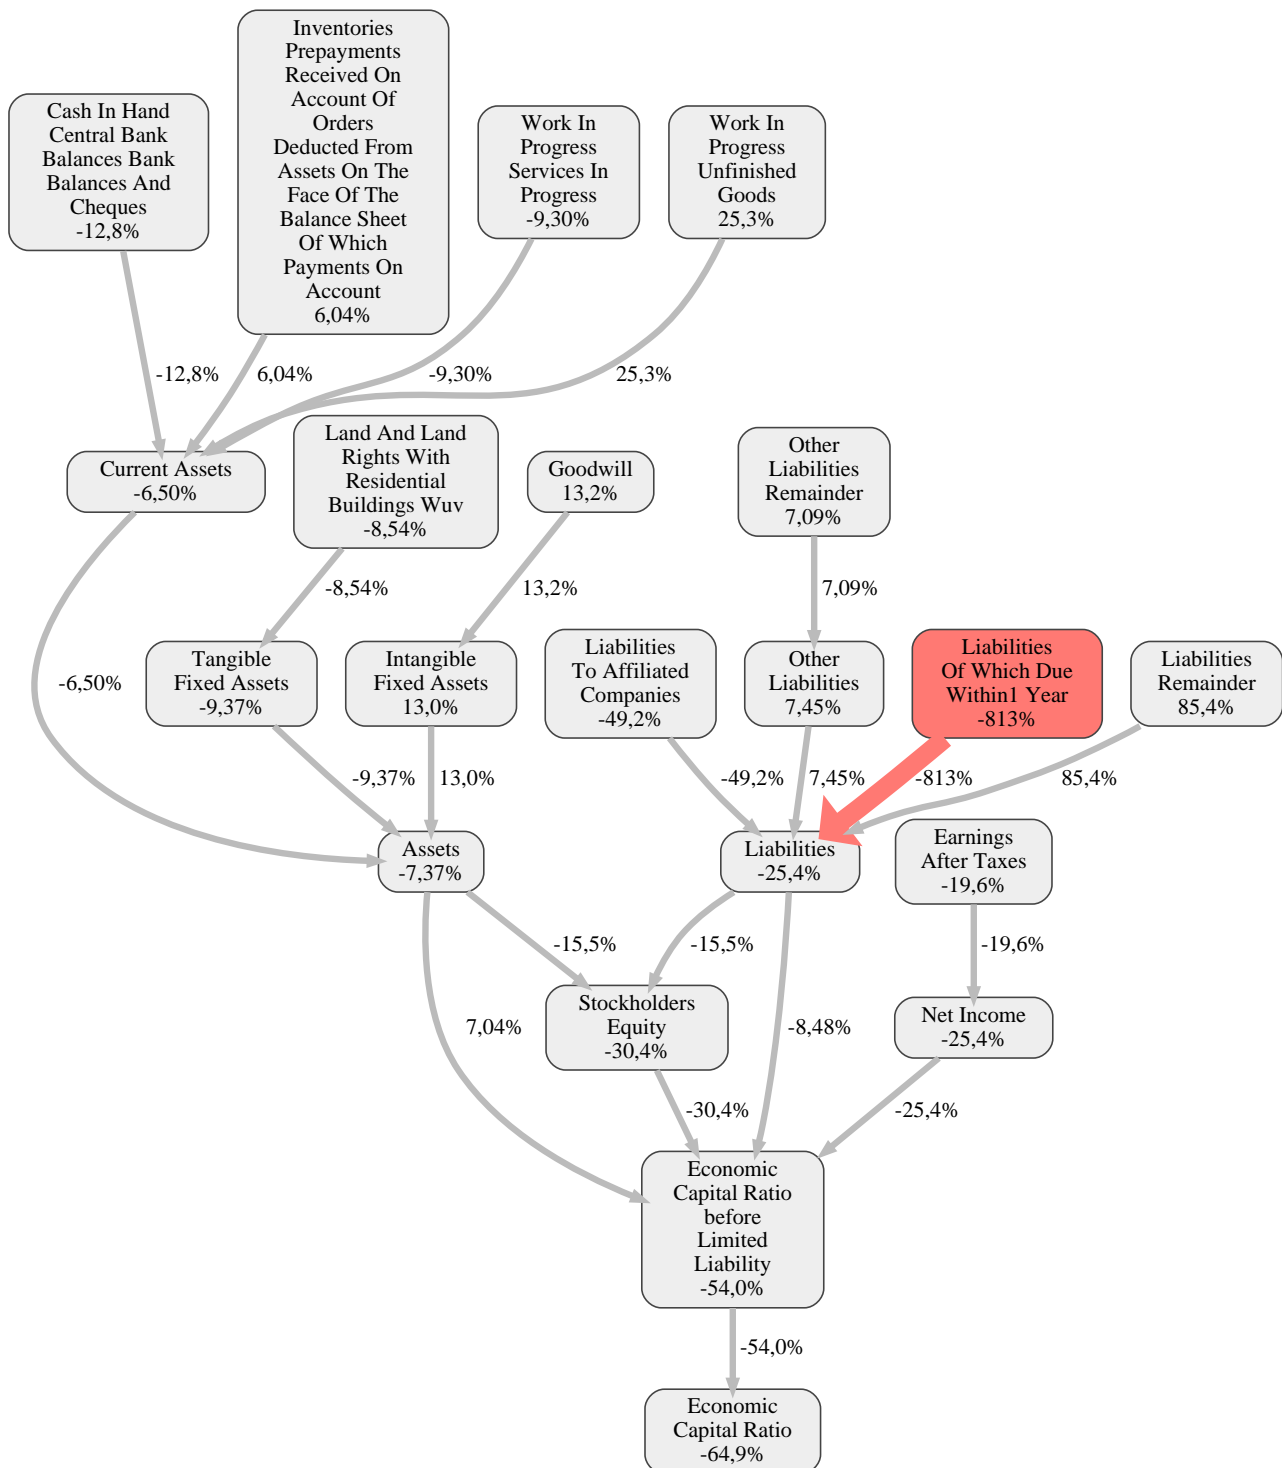 Cash In Hand
Central Bank
Balances Bank
Balances And
Cheques
-12,8%
Inventories
Prepayments
Received On
Account Of
Orders
Deducted From
Assets On The
Face Of The
Balance Sheet
Of Which
Payments On
Account
6,04%
Work In
Progress
Services In
Progress
-9,30%
Work In
Progress
Unfinished
Goods
25,3%
-12,8%
6,04%
-9,30%
25,3%
Current Assets
-6,50%
Land And Land
Rights With
Residential
Buildings Wuv
-8,54%
Goodwill
13,2%
Other
Liabilities
Remainder
7,09%
-8,54%
13,2%
7,09%
-6,50%
Tangible
Fixed Assets
-9,37%
Intangible
Fixed Assets
13,0%
Liabilities
To Affiliated
Companies
-49,2%
Other
Liabilities
7,45%
Liabilities
Of Which Due
Within1 Year
-813%
Liabilities
Remainder
85,4%
-9,37%
13,0%
-49,2%
7,45%
-813%
85,4%
Assets
-7,37%
Liabilities
-25,4%
Earnings
After Taxes
-19,6%
-15,5%
-15,5%
-19,6%
7,04%
Stockholders
Equity
-30,4%
-8,48%
Net Income
-25,4%
-30,4%
-25,4%
Economic
Capital Ratio
before
Limited
Liability
-54,0%
-54,0%
Economic
Capital Ratio
-64,9%